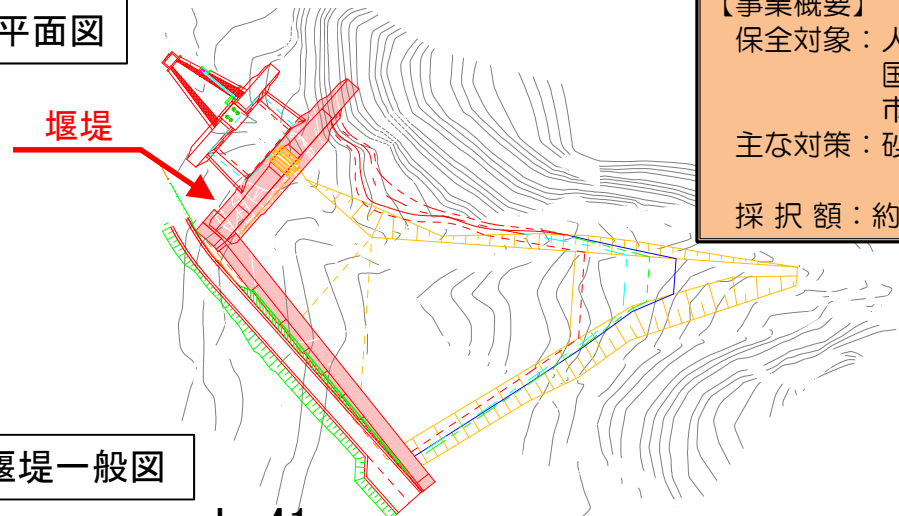 平面図
【事業概要】
保全対象：人
国
市
主な対策：砂
採 択 額：約
堰堤
堰堤一般図